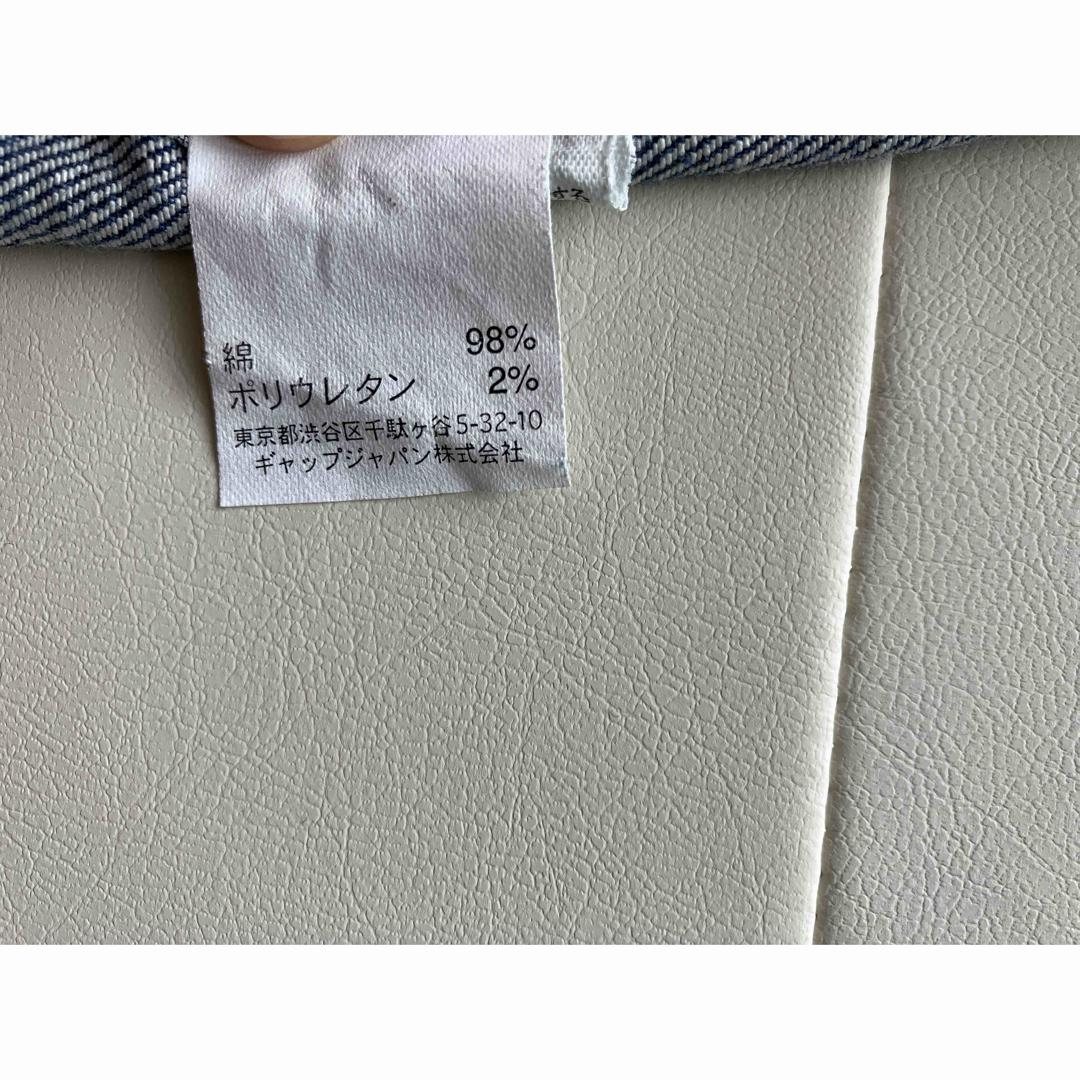 綿 98%
ポリウレタン 2%
東京都渋谷区千駄ヶ谷5-32-10
ギャップジャパン株式会社